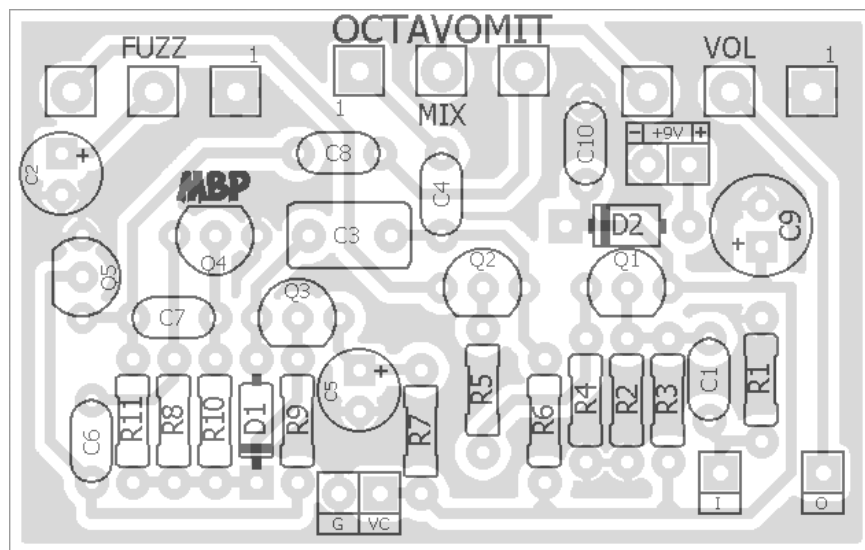 OCTAVOMIT
FUZZ
VOL
1
1
1
MIX
- +9V +
C10
C8
C2
+
MBP
C4
D2
C9
+
C3
Q4
Q5
Q2
Q1
Q3
C7
C5
+
R5
R4
R2
R3
C1
R1
R11
R8
R10
D1
R9
R7
R6
C6
I
O
G
VC